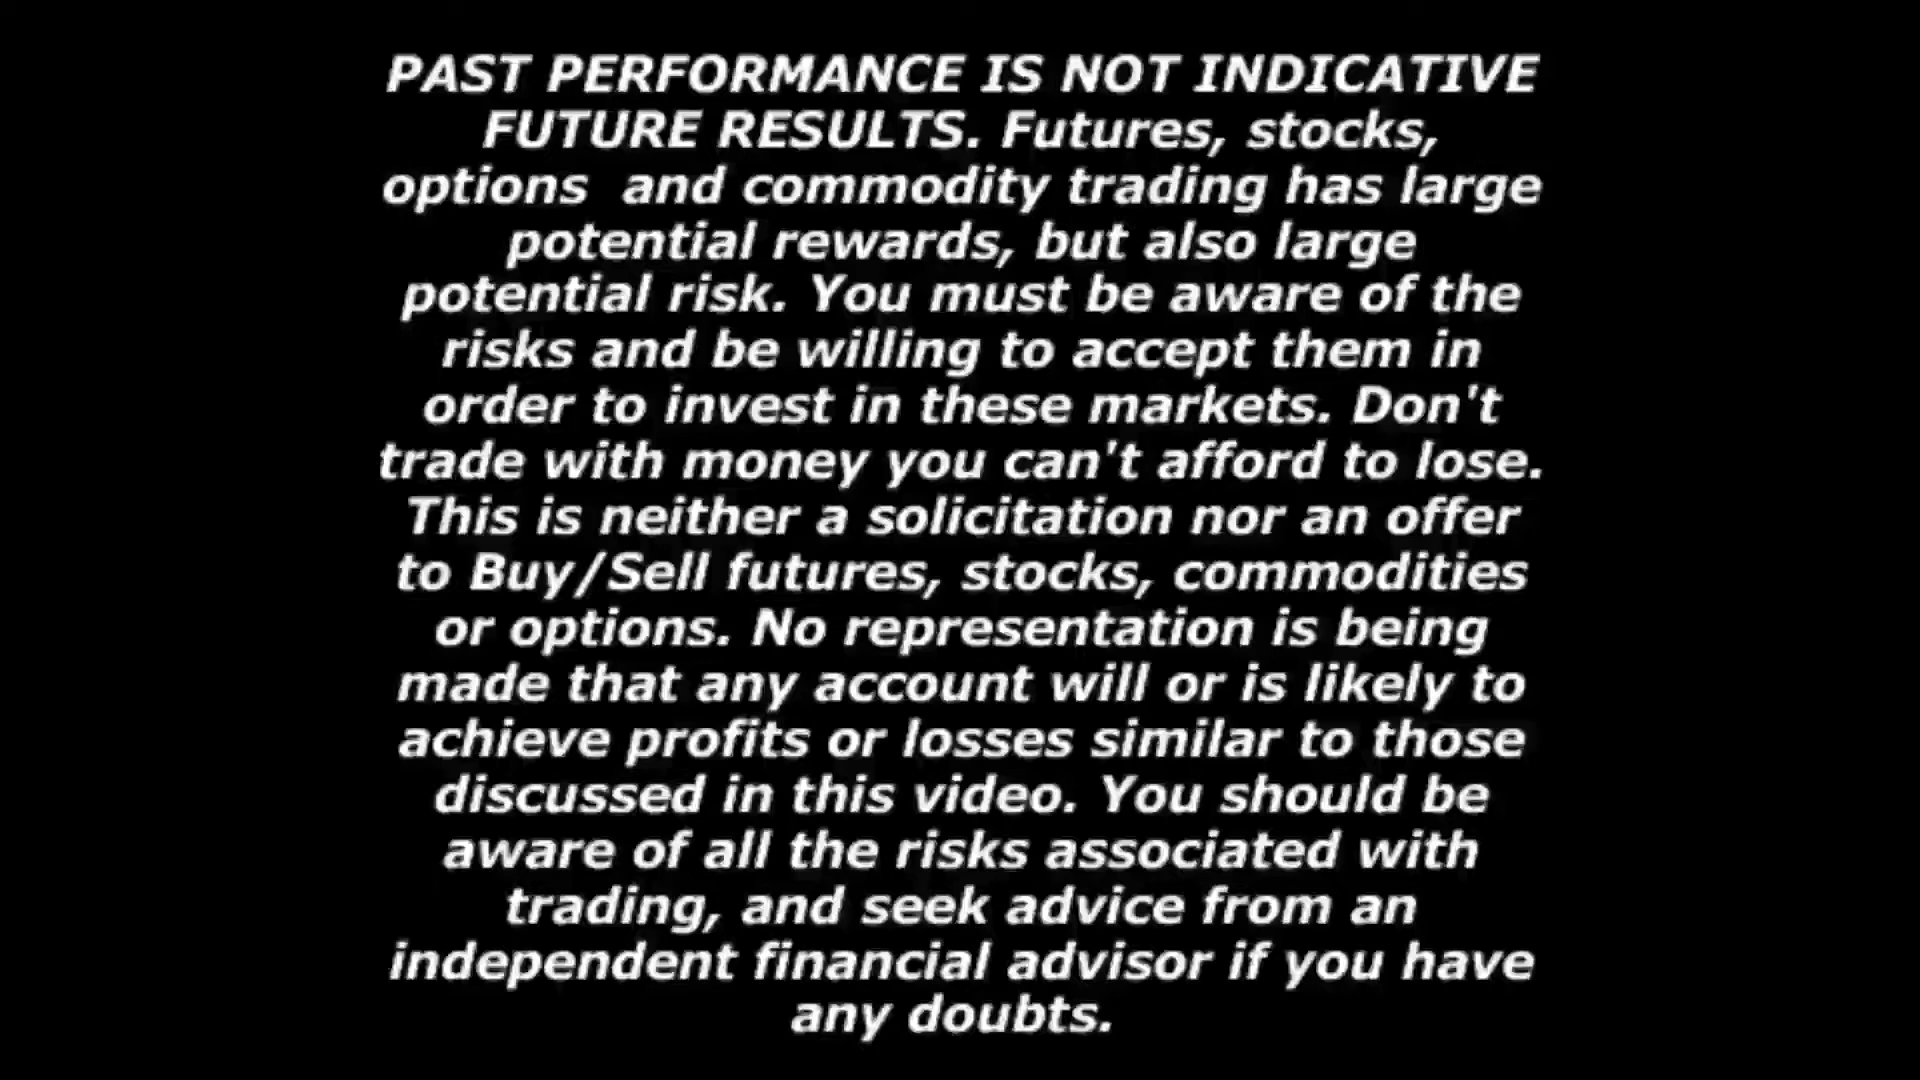 PAST PERFORMANCE IS NOT INDICATIVE
FUTURE RESULTS. Futures, stocks,
options  and commodity trading has large
potential rewards, but also large
potential risk. You must be aware of the
risks and be willing to accept them in
order to invest in these markets. Don't
trade with money you can't afford to lose.
This is neither a solicitation nor an offer
to Buy/Sell futures, stocks, commodities
or options. No representation is being
made that any account will or is likely to
achieve profits or losses similar to those
discussed in this video. You should be
aware of all the risks associated with
trading, and seek advice from an
independent financial advisor if you have
any doubts.